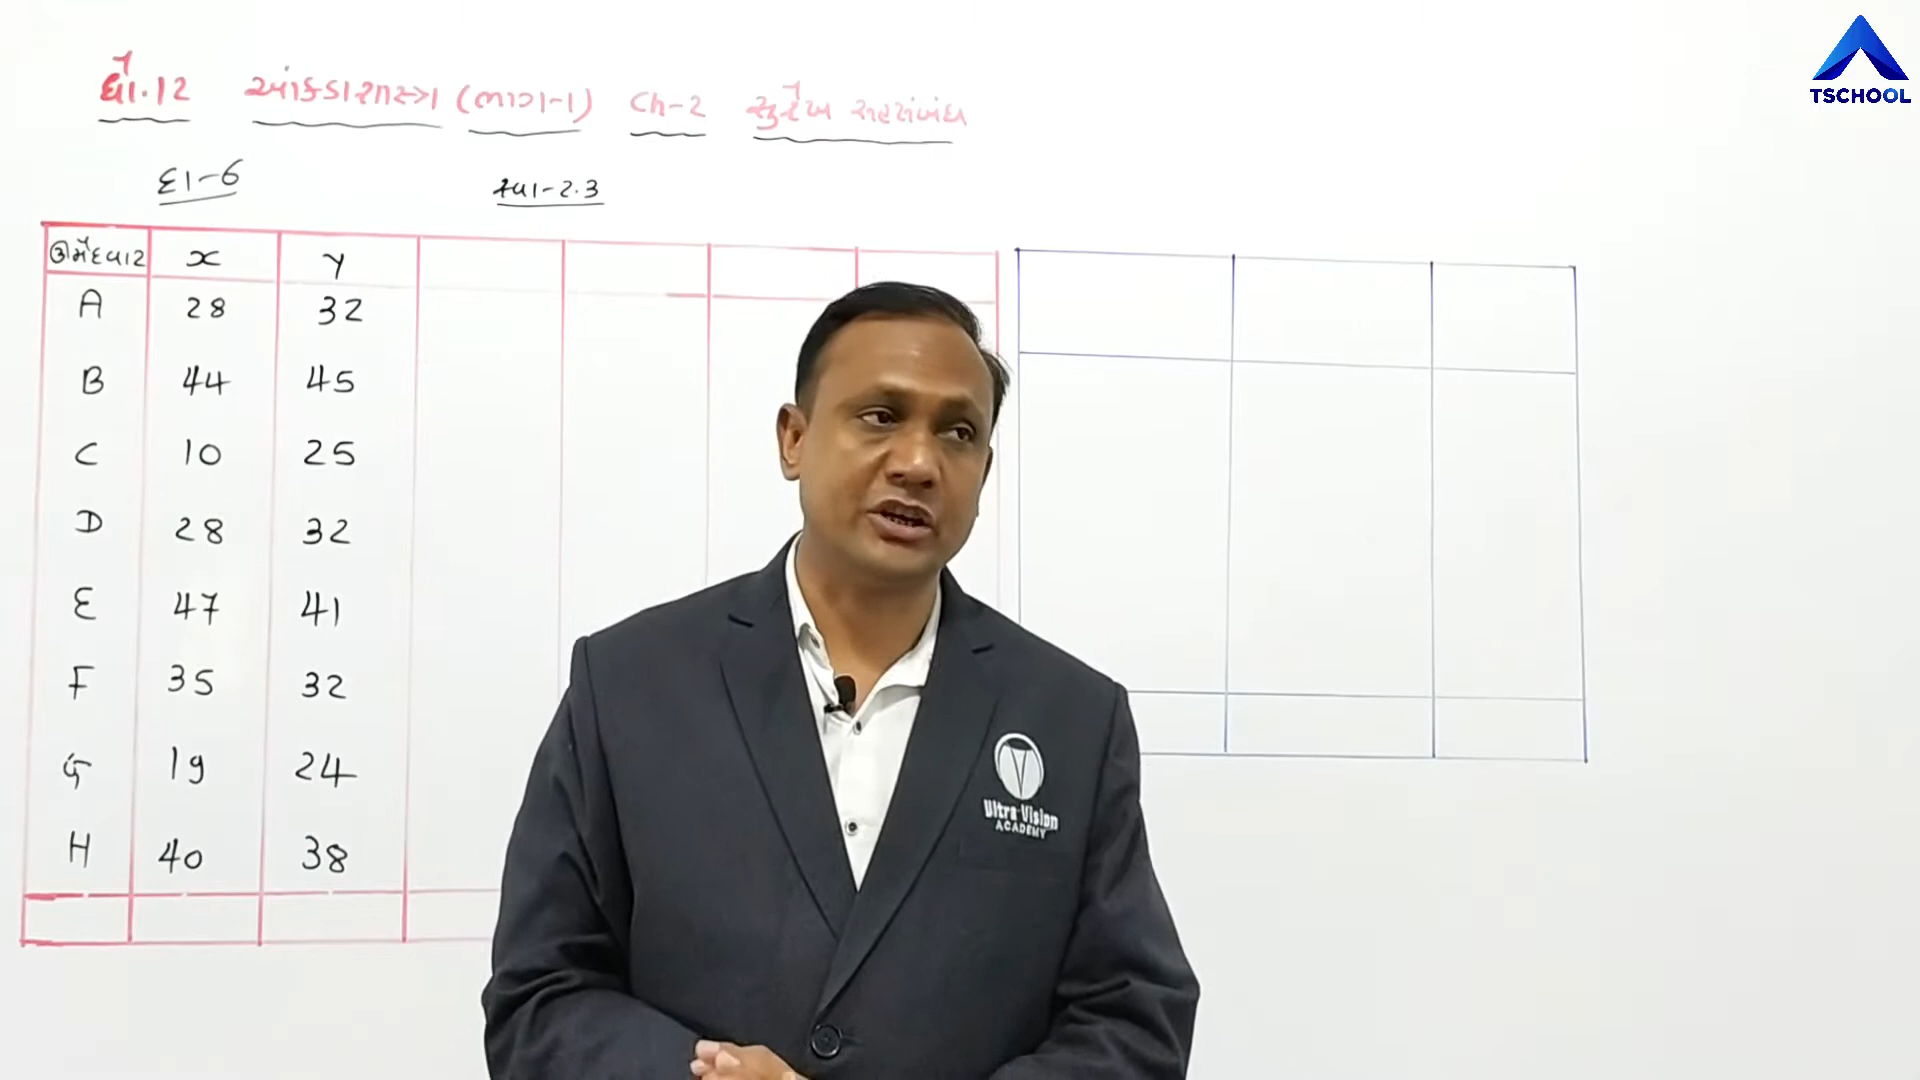 TSCHOOL
ધો.12 આંકડાશાસ્ત્ર (ભાગ-1) Ch-2 સુરેખ સહસંબંધ
દા-6 સ્વા-2.3
ઉમેદવાર x y
A 28 32
B 44 45
C 10 25
D 28 32
E 47 41
F 35 32
G 19 24
H 40 38
Ultra Vision
ACADEMY